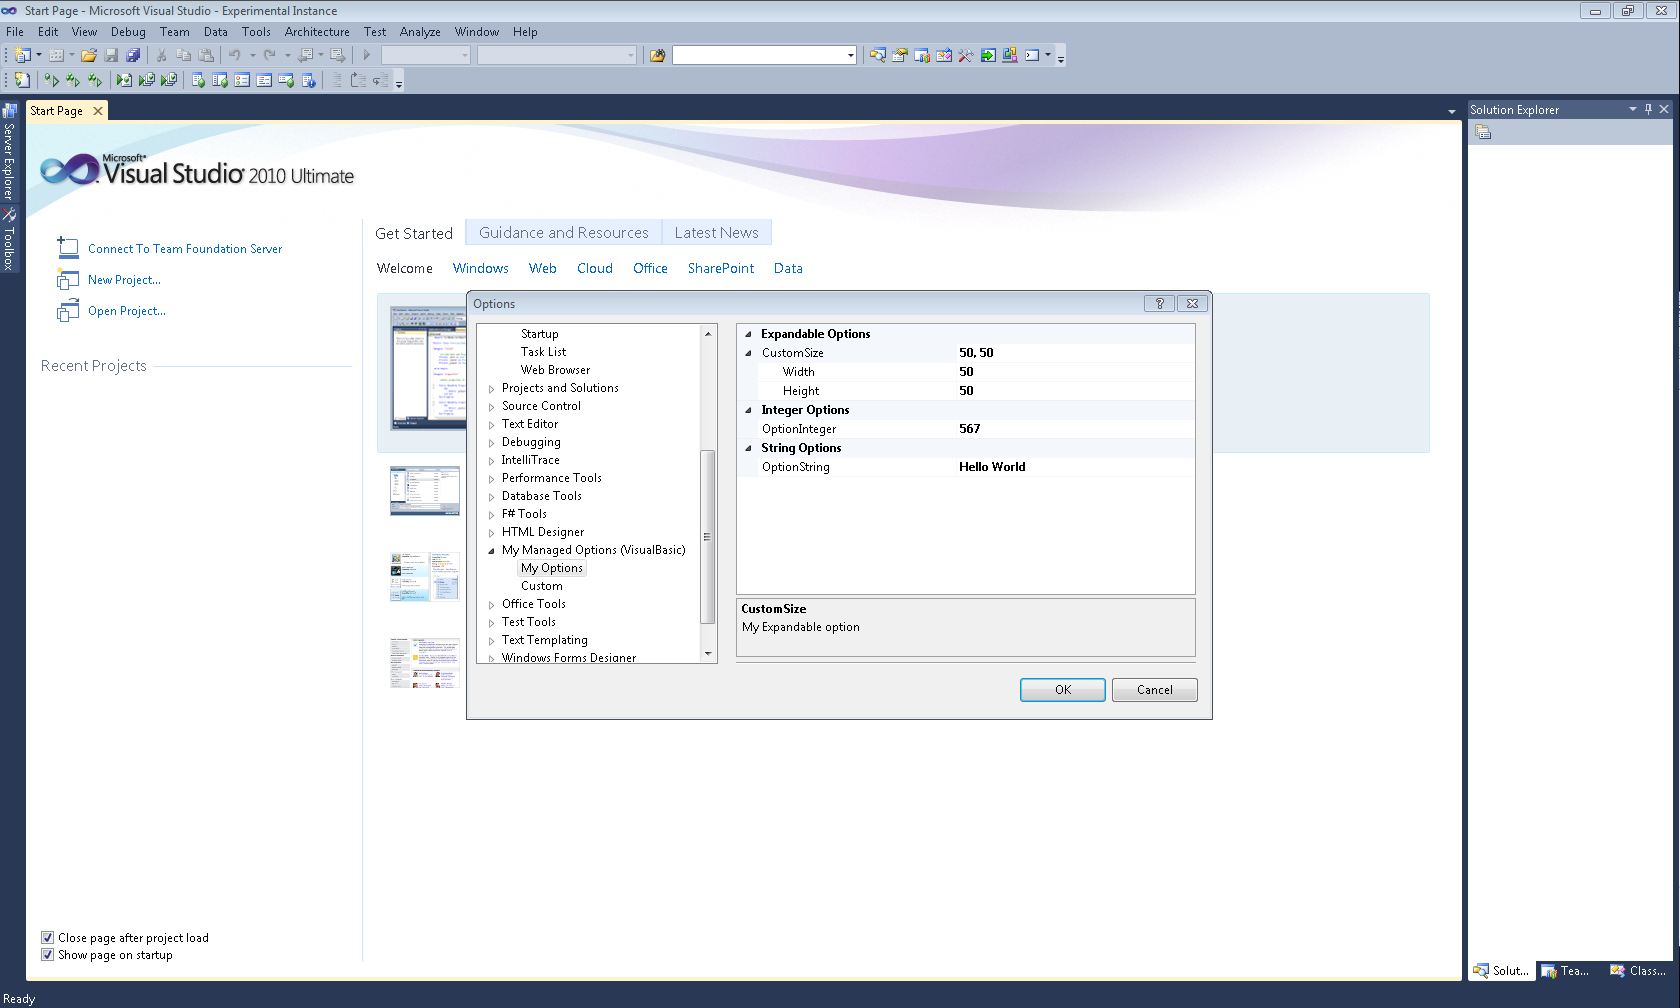 Start Page - Microsoft Visual Studio - Experimental Instance
File Edit View Debug Team Data Tools Architecture Test Analyze Window Help
Start Page
Solution Explorer
Server Explorer
Toolbox
Microsoft
Visual Studio 2010 Ultimate
Connect To Team Foundation Server
New Project...
Open Project...
Recent Projects
Get Started Guidance and Resources Latest News
Welcome Windows Web Cloud Office SharePoint Data
Options
Startup
Task List
Web Browser
Projects and Solutions
Source Control
Text Editor
Debugging
IntelliTrace
Performance Tools
Database Tools
F# Tools
HTML Designer
My Managed Options (VisualBasic)
My Options
Custom
Office Tools
Test Tools
Text Templating
Windows Forms Designer
Expandable Options
CustomSize 50, 50
Width 50
Height 50
Integer Options
OptionInteger 567
String Options
OptionString Hello World
CustomSize
My Expandable option
OK Cancel
Close page after project load
Show page on startup
Solut... Tea... Class...
Ready